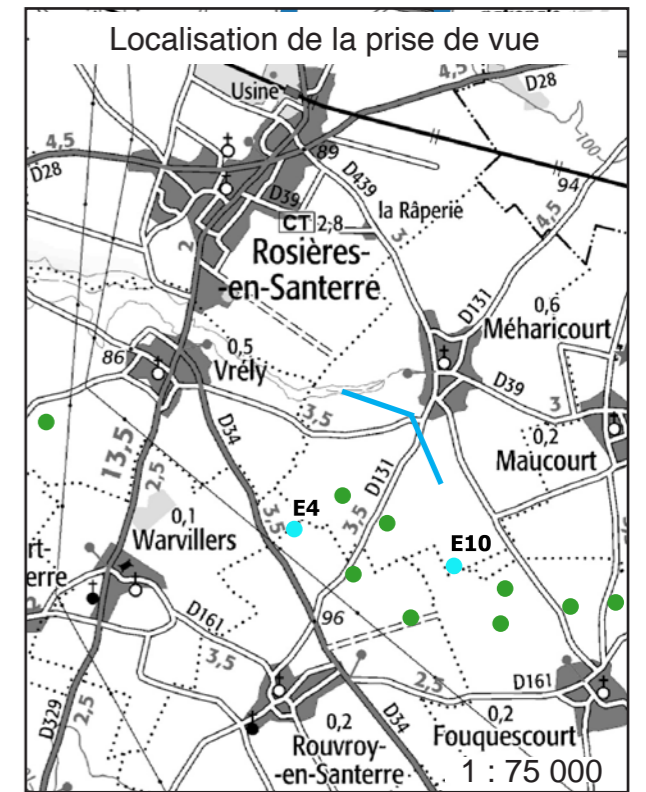 Localisation de la prise de vue
Usine
4,5
D28
4,5
D28
89
D439
100
94
D39
la Râperie
CT 2,8
4,5
2
3
Rosières-
-en-Santerre
D131
0,6
Méharicourt
86
0,5
Vrély
D39
3
3,5
D34
0,2
Maucourt
13,5
2,5
D131
3,5
E4
3,5
0,1
Warvillers
E10
rt-
erre
D161
96
3,5
2,5
D161
D329
2,5
0,2
Rouvroy-
-en-Santerre
D34
0,2
Fouquescourt
1 : 75 000